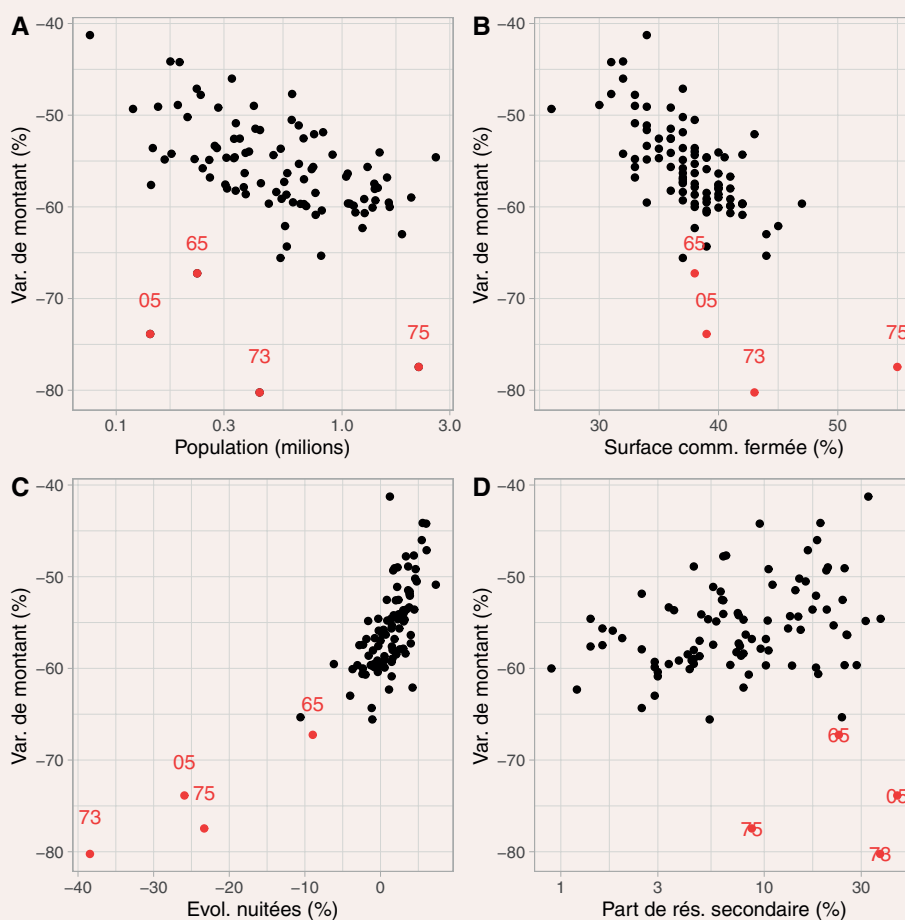 A
−40
−50
−60
−70
−80
Var. de montant (%)
65
05
73
75
0.1 0.3 1.0 3.0
Population (milions)
B
−40
−50
−60
−70
−80
Var. de montant (%)
65
05
73
75
30 40 50
Surface comm. fermée (%)
C
−40
−50
−60
−70
−80
Var. de montant (%)
65
05
75
73
−40 −30 −20 −10 0
Evol. nuitées (%)
D
−40
−50
−60
−70
−80
Var. de montant (%)
65
05
75
73
1 3 10 30
Part de rés. secondaire (%)